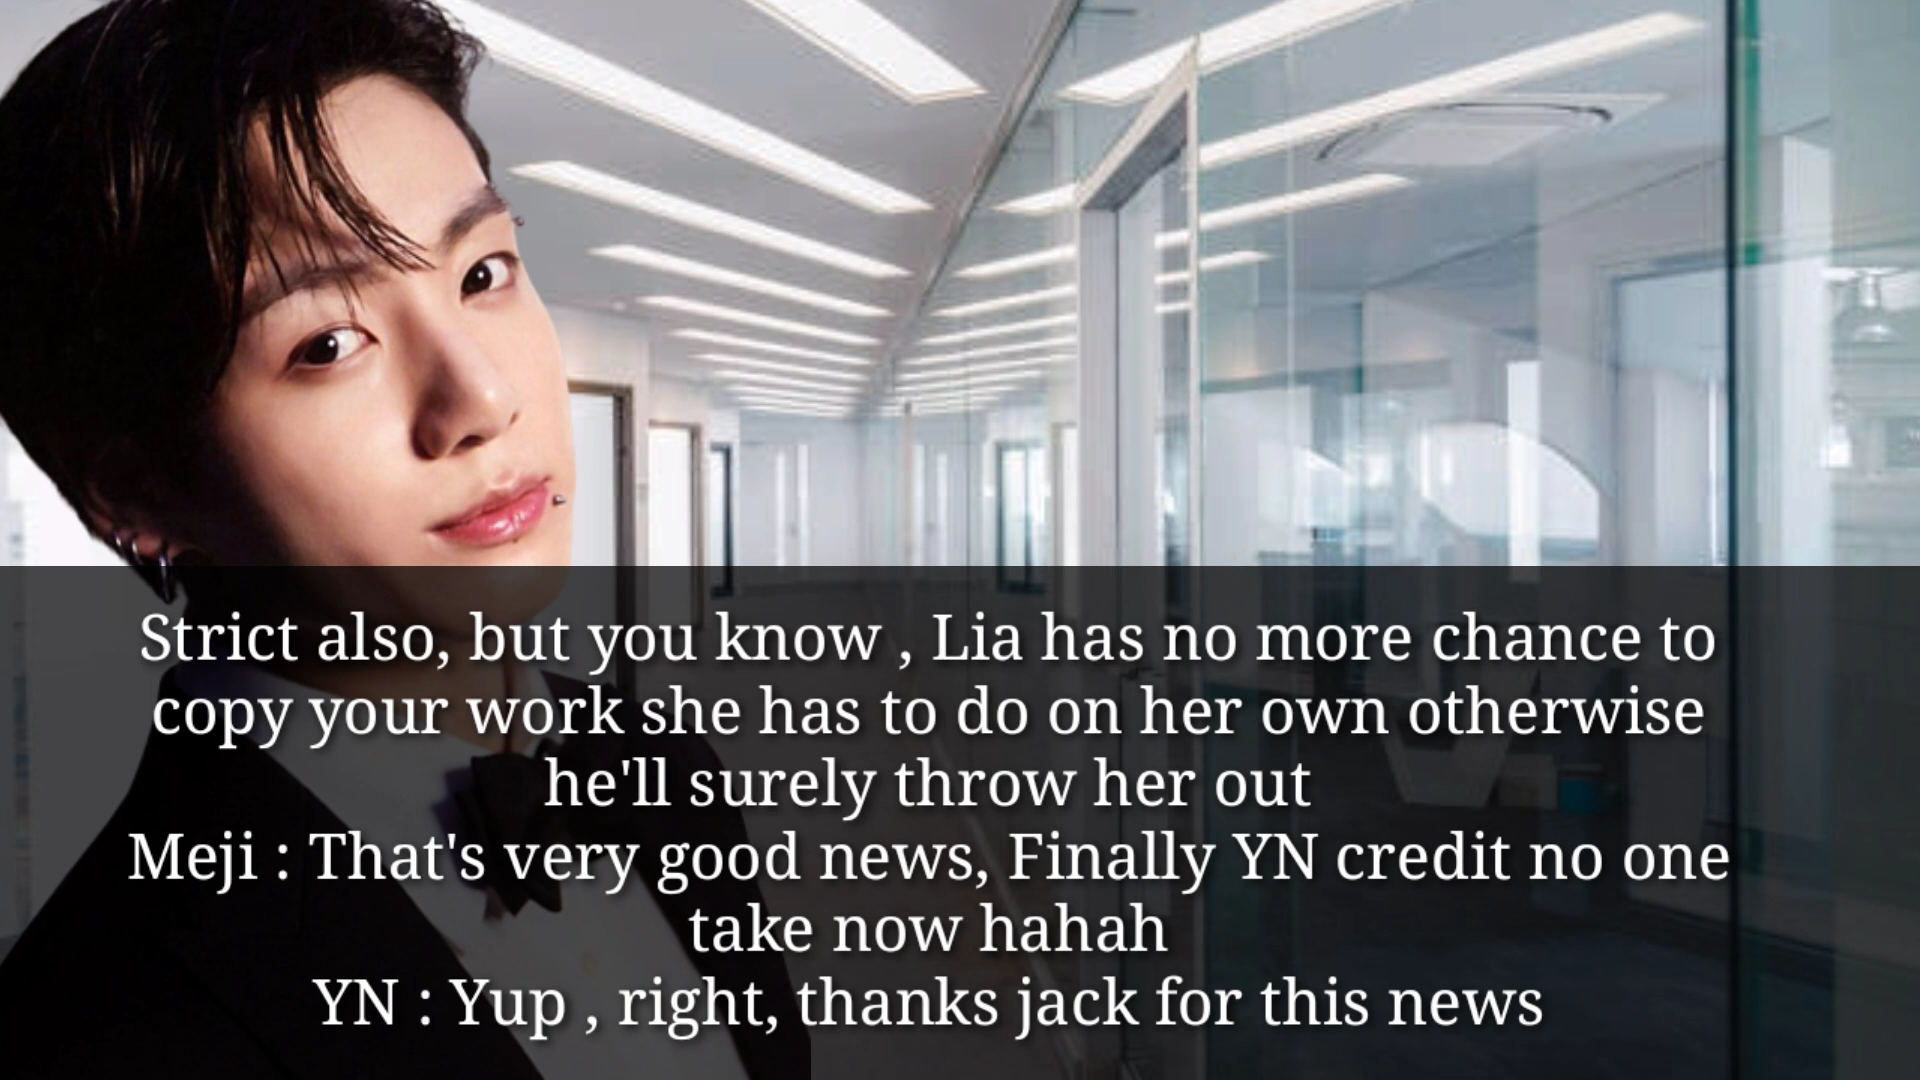 Strict also, but you know , Lia has no more chance to
copy your work she has to do on her own otherwise
he'll surely throw her out
Meji : That's very good news, Finally YN credit no one
take now hahah
YN : Yup , right, thanks jack for this news